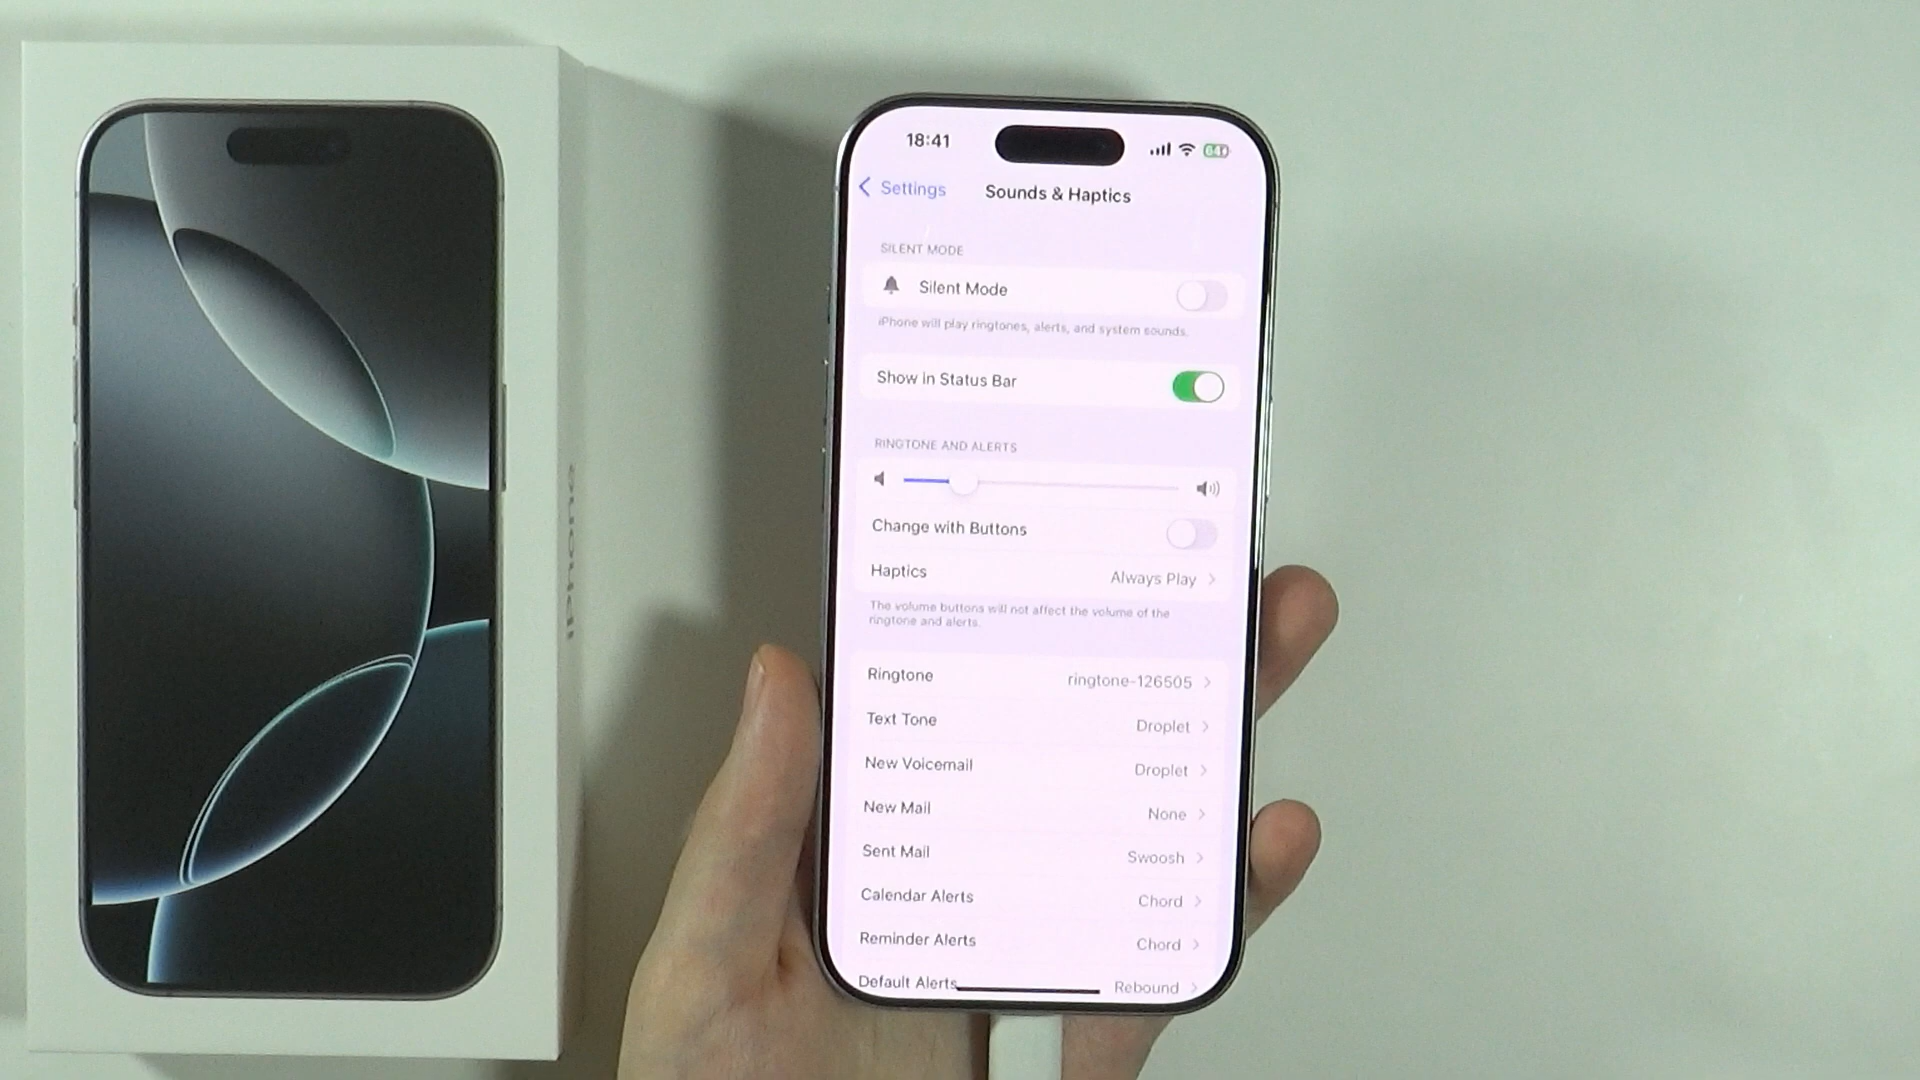 iPhone
18:41
64
Settings
Sounds & Haptics
SILENT MODE
Silent Mode
iPhone will play ringtones, alerts, and system sounds.
Show in Status Bar
RINGTONE AND ALERTS
Change with Buttons
Haptics Always Play
The volume buttons will not affect the volume of the
ringtone and alerts.
Ringtone ringtone-126505
Text Tone Droplet
New Voicemail Droplet
New Mail None
Sent Mail Swoosh
Calendar Alerts Chord
Reminder Alerts Chord
Default Alerts Rebound